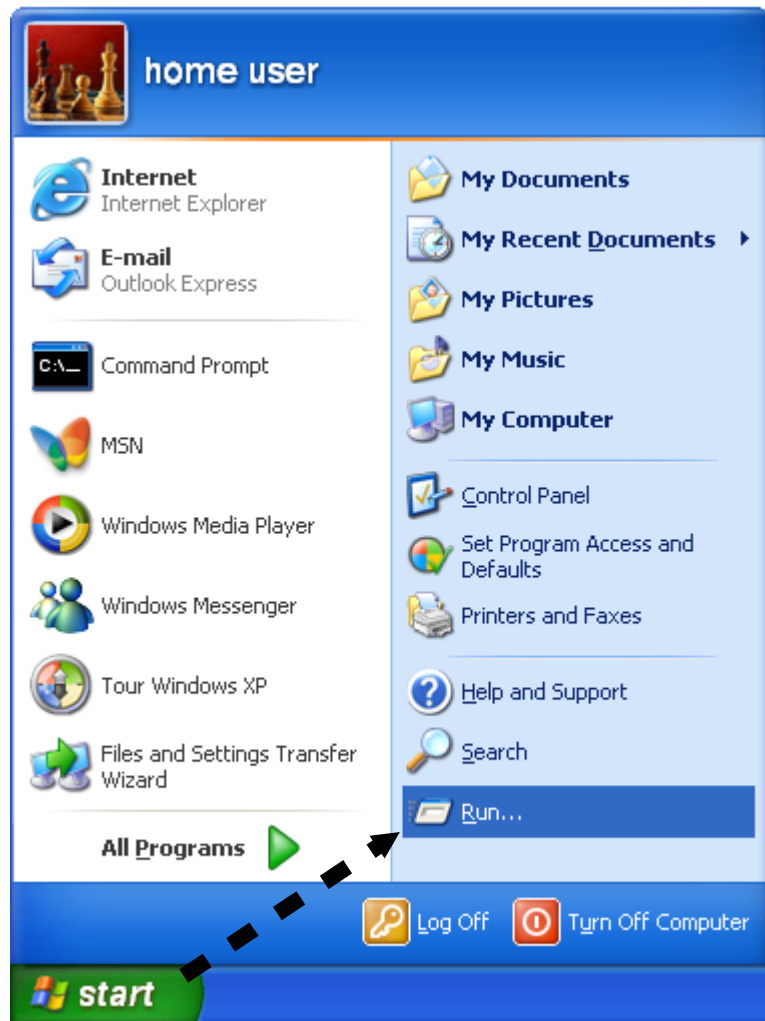 home user
Internet
Internet Explorer
E-mail
Outlook Express
C:\_
Command Prompt
MSN
Windows Media Player
Windows Messenger
Tour Windows XP
Files and Settings Transfer
Wizard
All Programs
My Documents
My Recent Documents
My Pictures
My Music
My Computer
Control Panel
Set Program Access and
Defaults
Printers and Faxes
Help and Support
Search
Run...
Log Off
Turn Off Computer
start